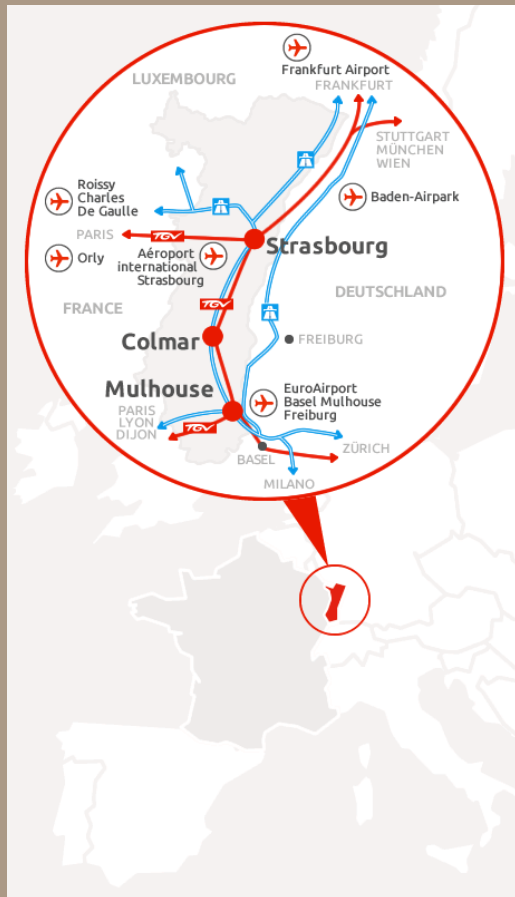 Frankfurt Airport
LUXEMBOURG
FRANKFURT
STUTTGART
MÜNCHEN
WIEN
Roissy
Charles
De Gaulle
Baden-Airpark
PARIS
TGV
Orly
Aéroport
international
Strasbourg
Strasbourg
DEUTSCHLAND
FRANCE
TGV
Colmar
FREIBURG
Mulhouse
EuroAirport
Basel Mulhouse
Freiburg
PARIS
LYON
DIJON
TGV
BASEL
ZÜRICH
MILANO